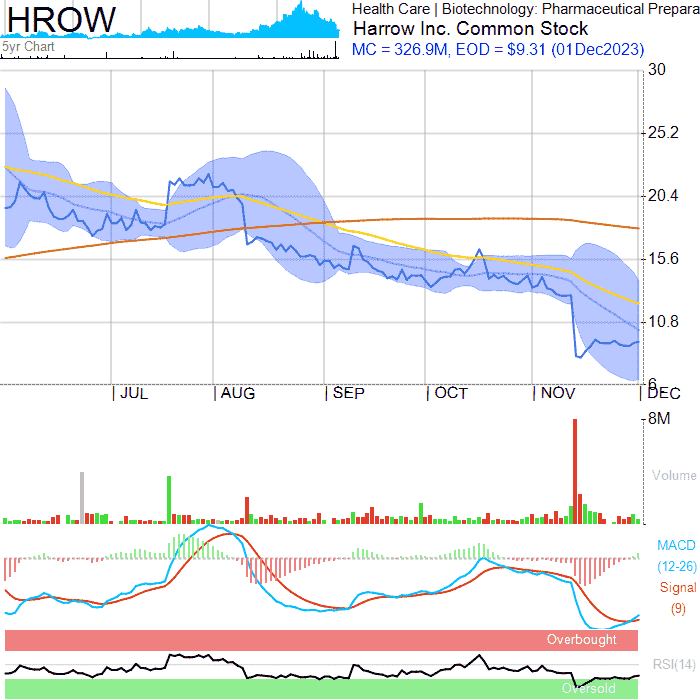 HROW
5yr Chart
Health Care | Biotechnology: Pharmaceutical Prepara
Harrow Inc. Common Stock
MC = 326.9M, EOD = $9.31 (01Dec2023)
30
25.2
20.4
15.6
10.8
6
JUL AUG SEP OCT NOV DEC
8M
Volume
MACD
(12-26)
Signal
(9)
Overbought
RSI(14)
Oversold